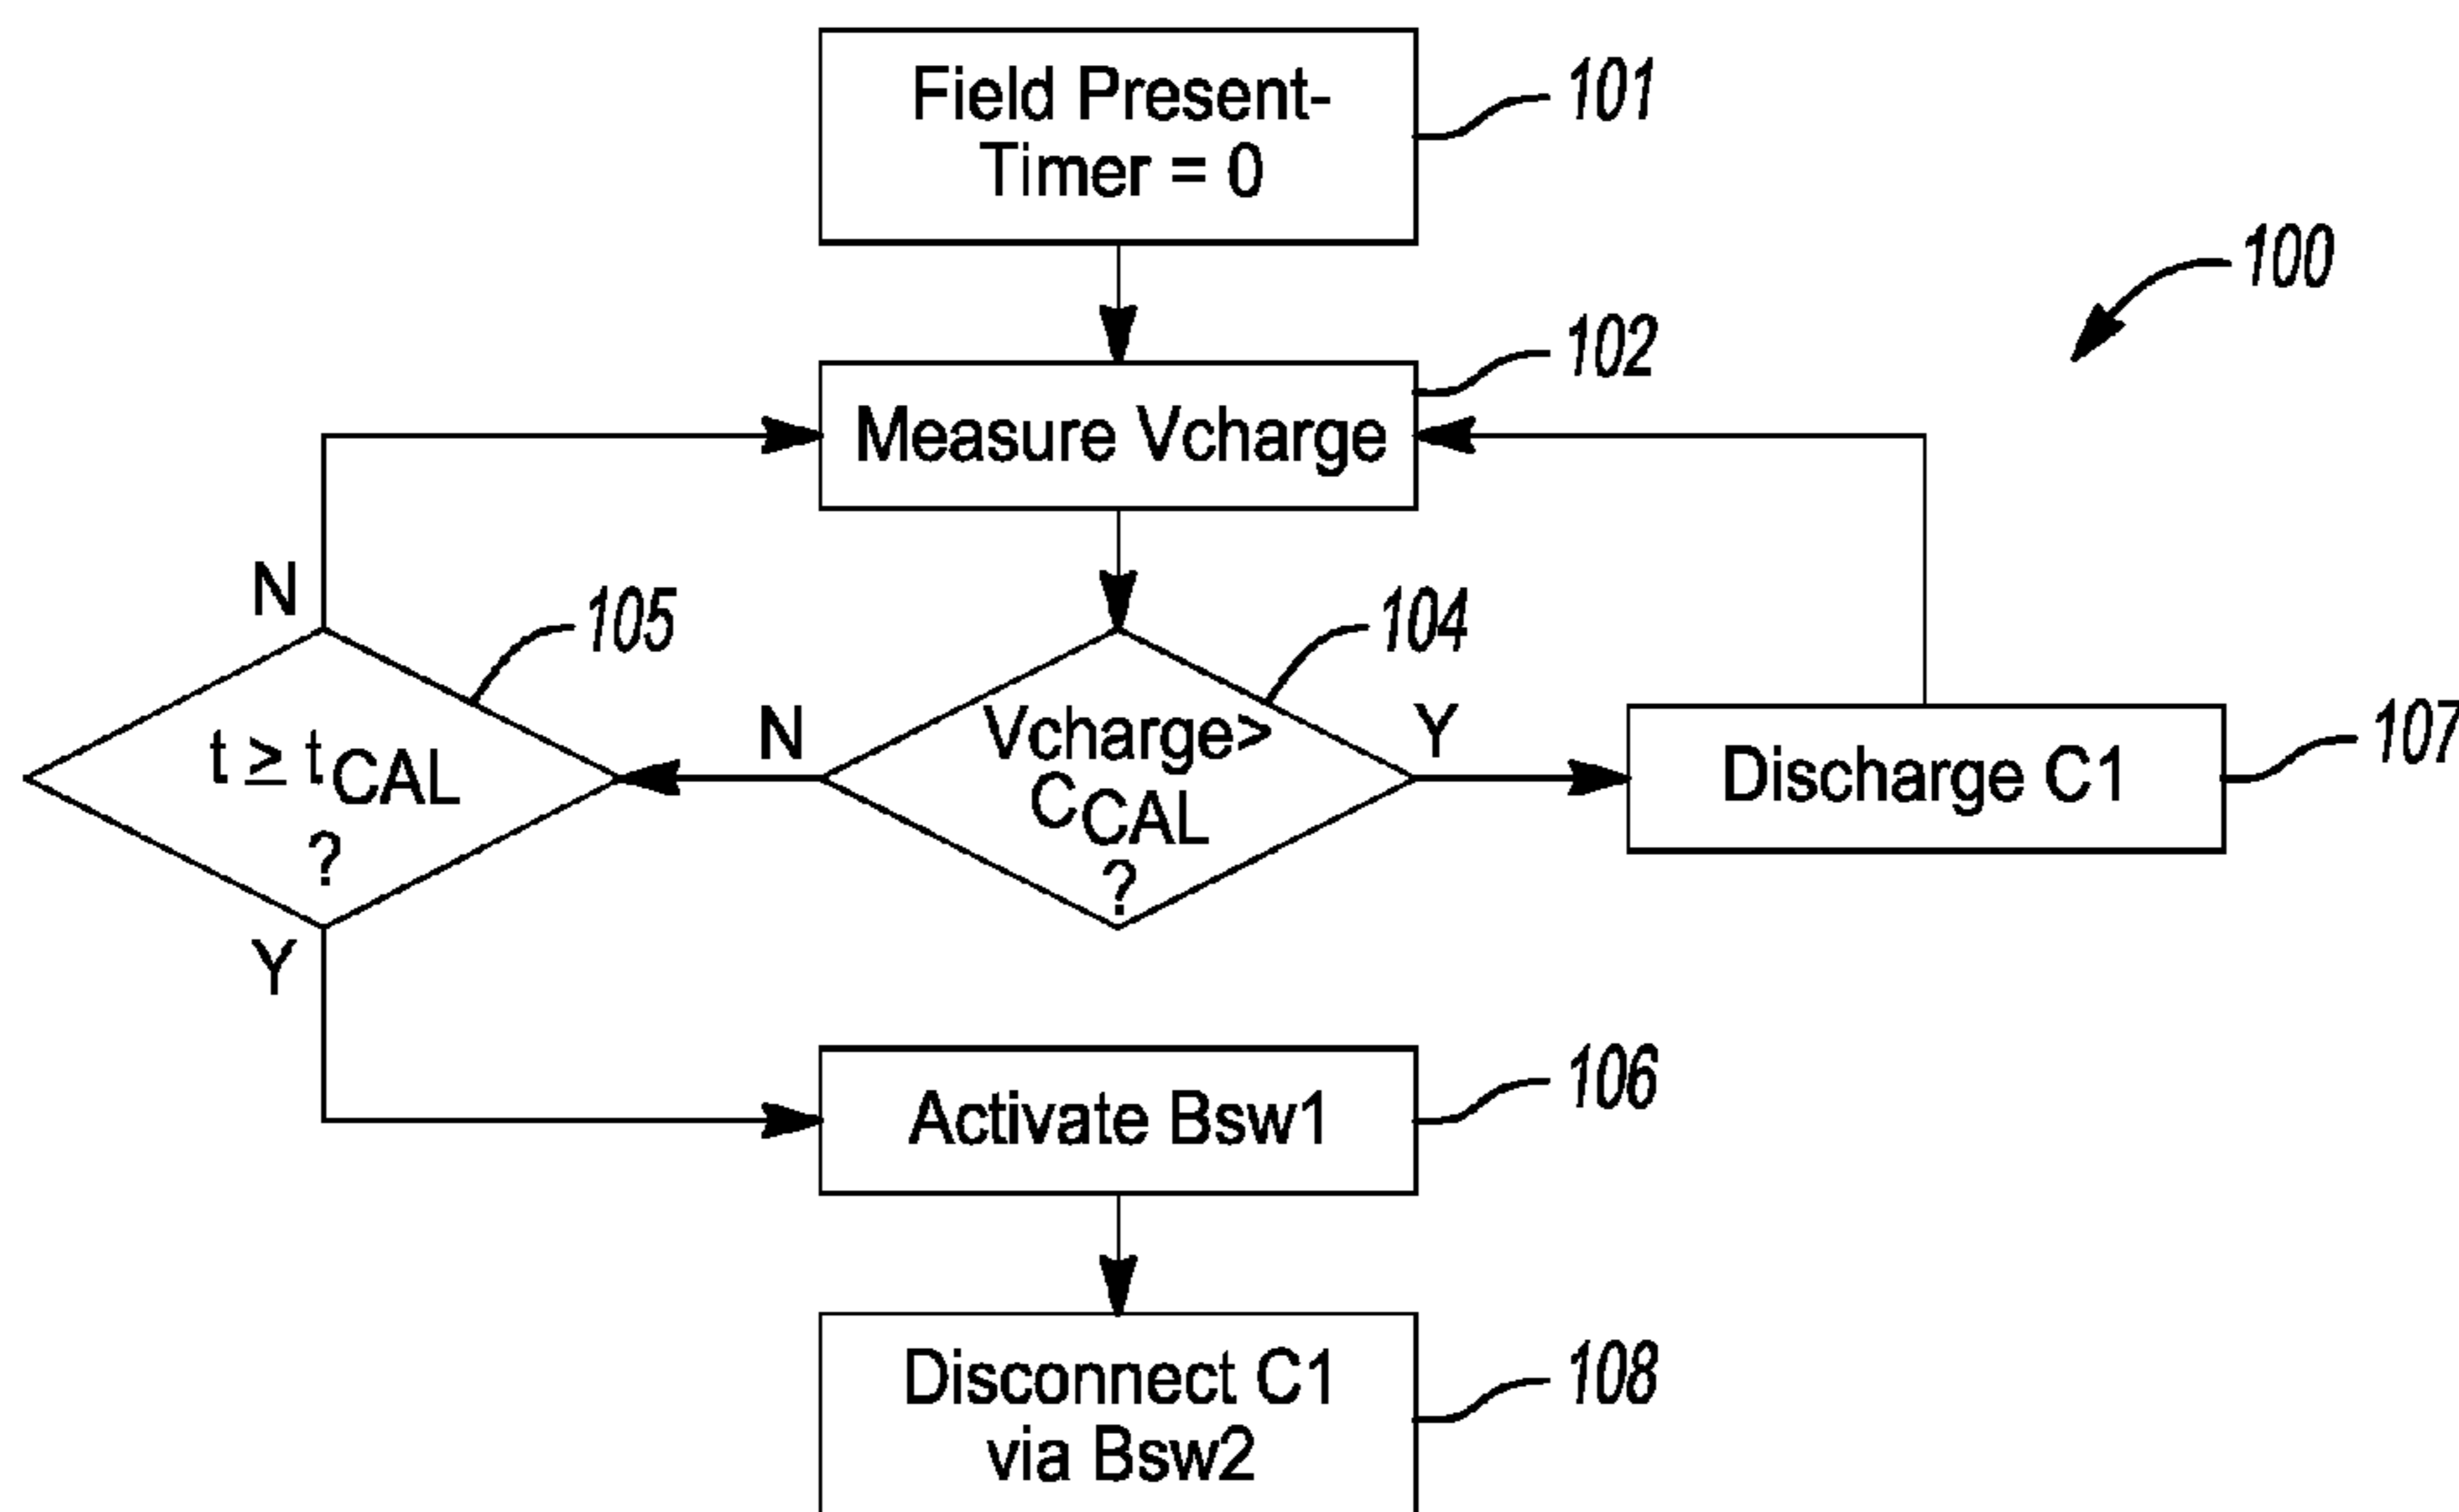 Field Present-
Timer = 0
101
100
102
Measure Vcharge
N
105
104
t ≥ tCAL
?
N
Vcharge>
CCAL
?
Y
Discharge C1
107
Y
Activate Bsw1
106
Disconnect C1
via Bsw2
108